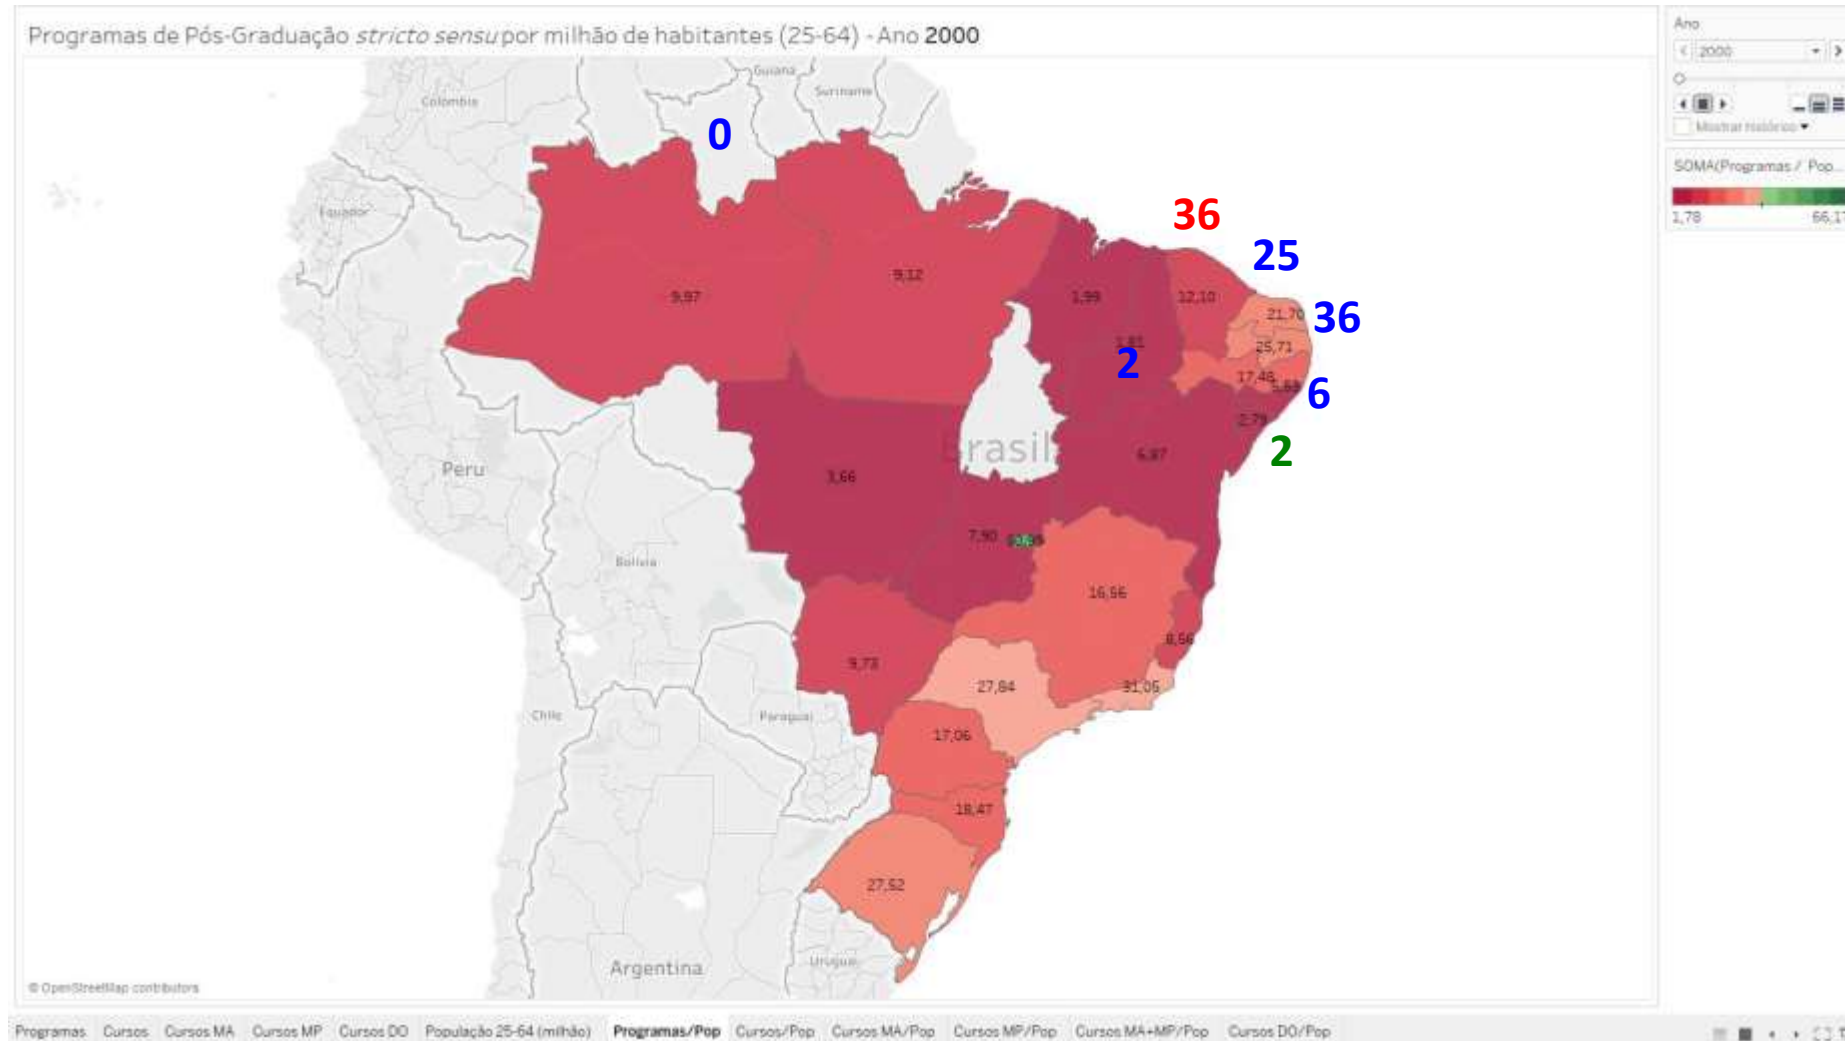 Programas de Pós-Graduação stricto sensu por milhão de habitantes (25-64) - Ano 2000
Ano
2000
Mostrar histórico
SOMA(Programas / Pop...
1,78
Guiana
Suriname
Colombia
0
Equador
36
25
9,97
9,12
1,99
12,10
21,70
36
25,71
2
17,48
6
2,79
2
Brasil
6,87
Peru
3,66
7,90
Bolivia
16,56
8,56
9,73
27,84
31,05
Chile
Paraguai
17,06
18,47
27,52
Argentina
Uruguai
© OpenStreetMap contributors
Programas Cursos Cursos MA Cursos MP Cursos DO População 25-64 (milhão) Programas/Pop Cursos/Pop Cursos MA/Pop Cursos MP/Pop Cursos MA+MP/Pop Cursos DO/Pop